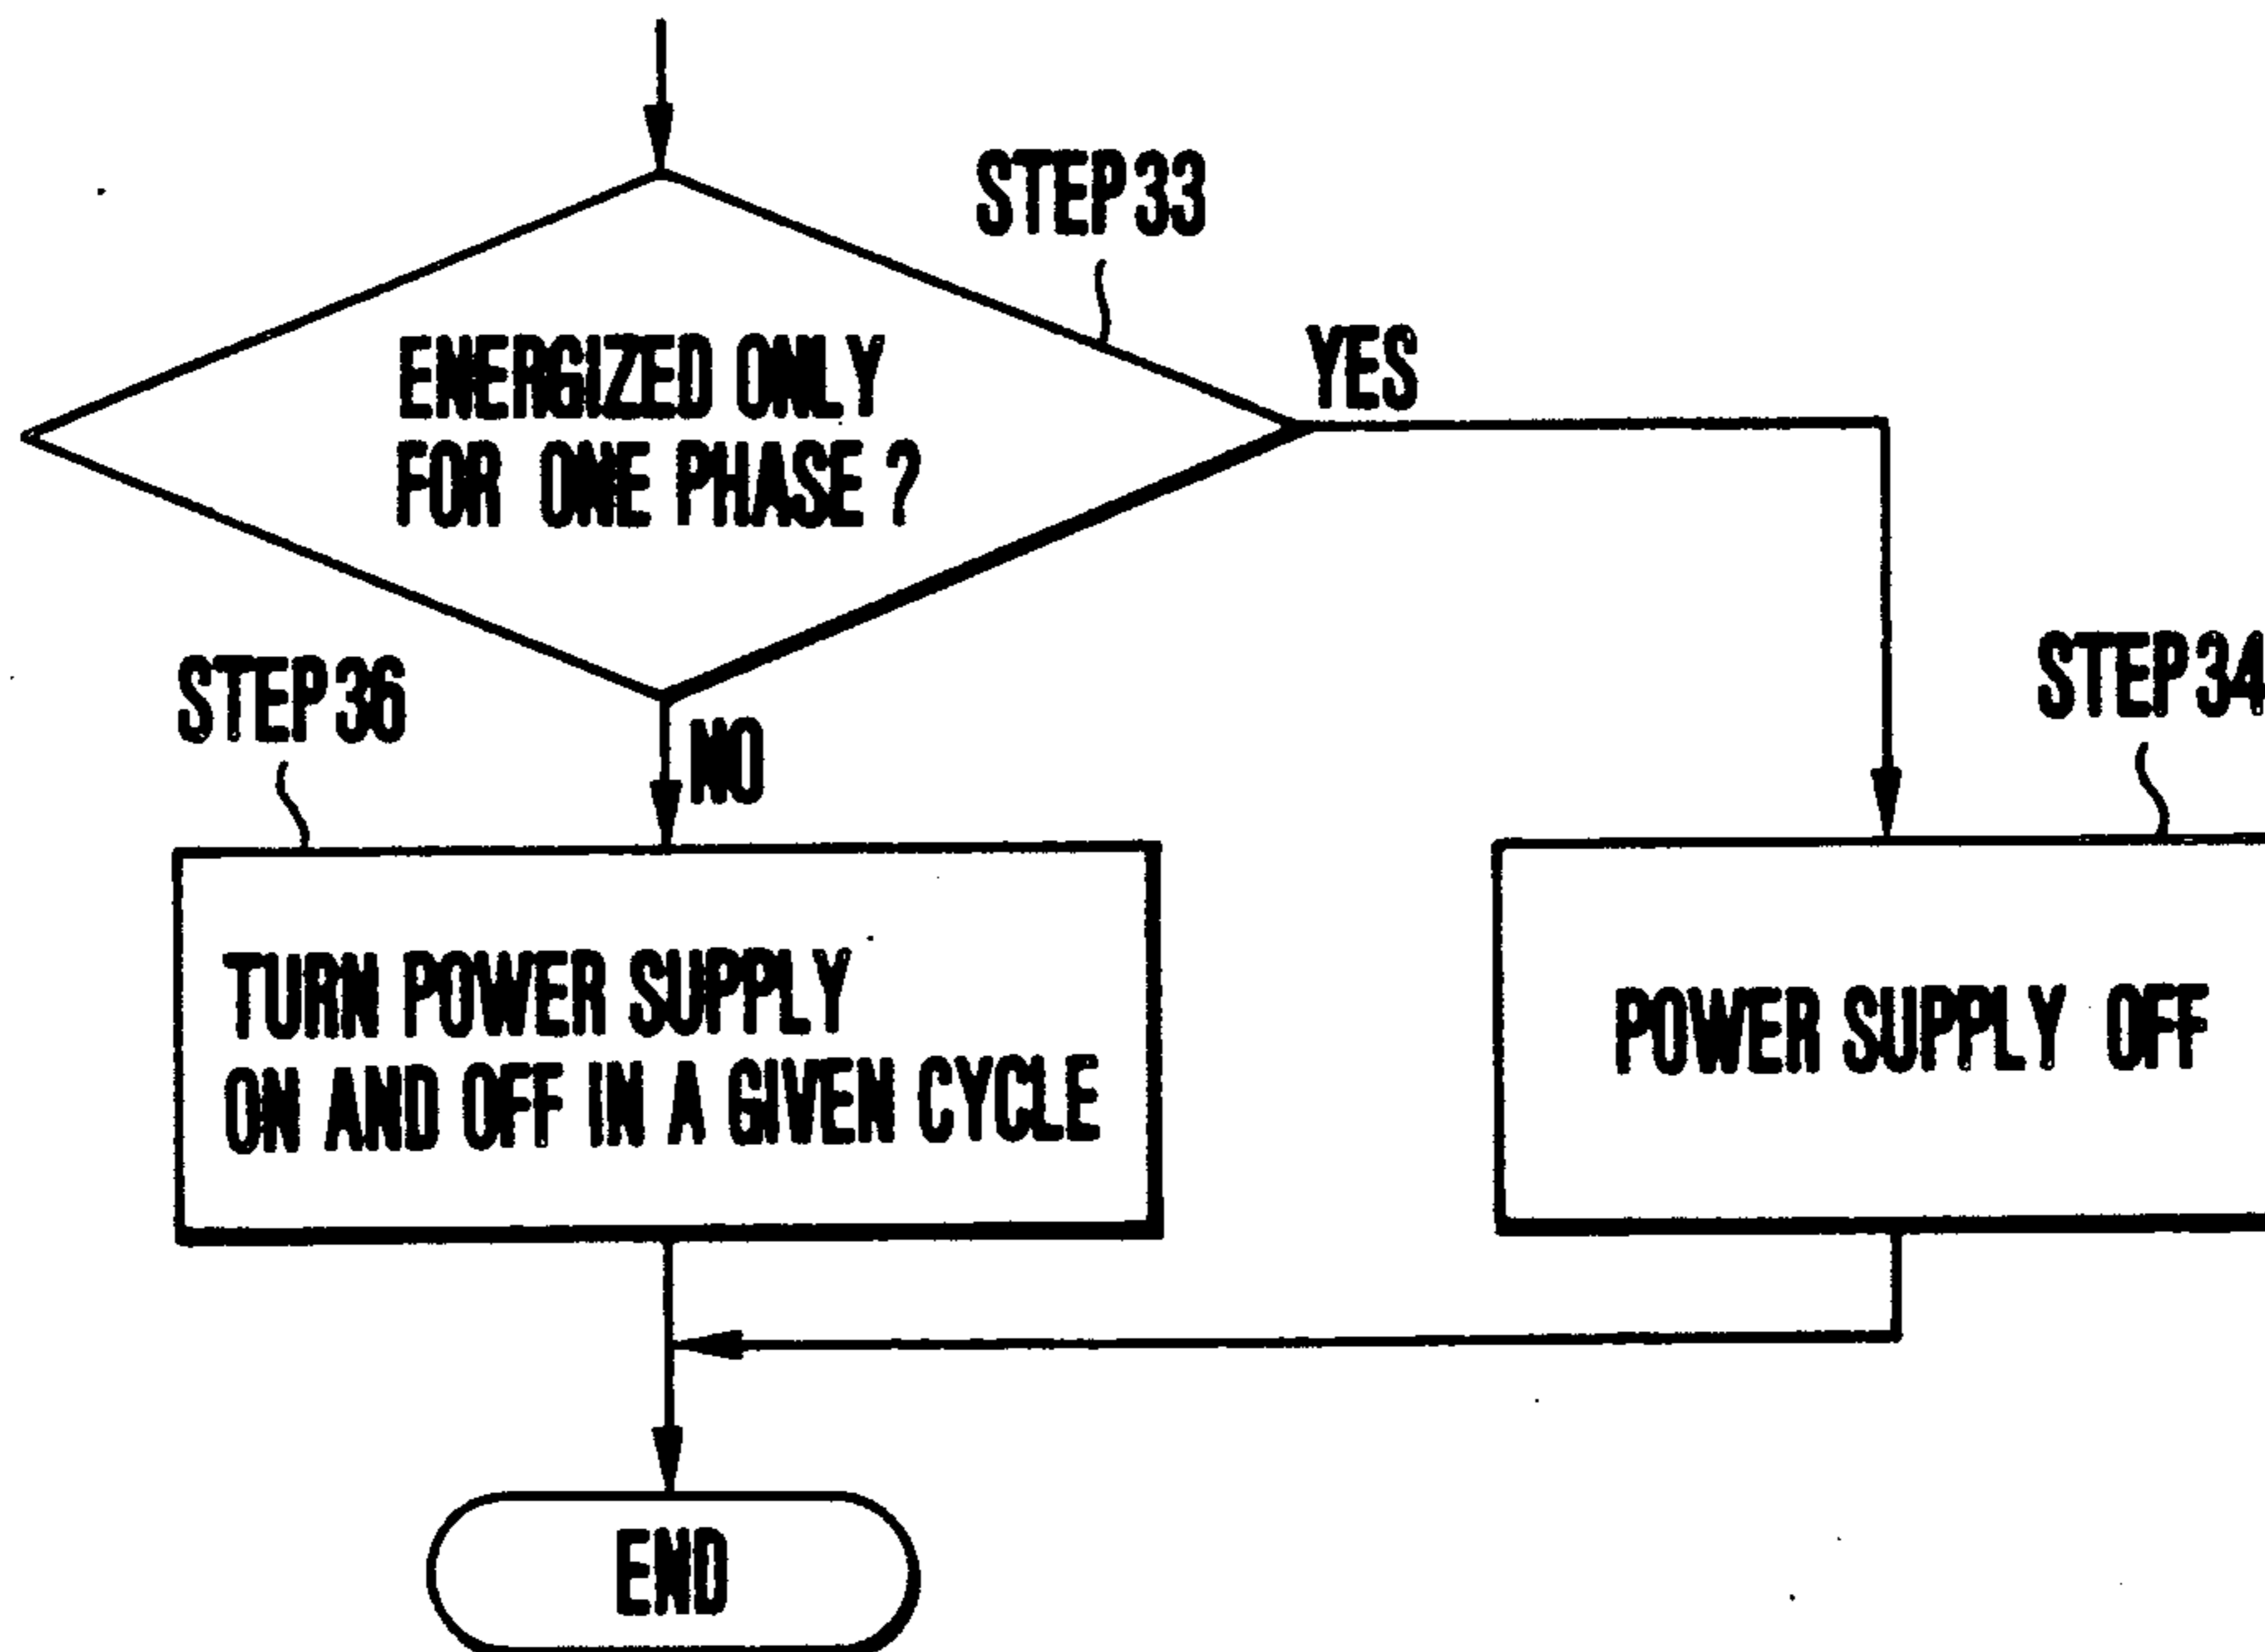 STEP33
ENERGIZED ONLY
FOR ONE PHASE ?
YES
STEP36
NO
STEP34
TURN POWER SUPPLY
ON AND OFF IN A GIVEN CYCLE
POWER SUPPLY OFF
END